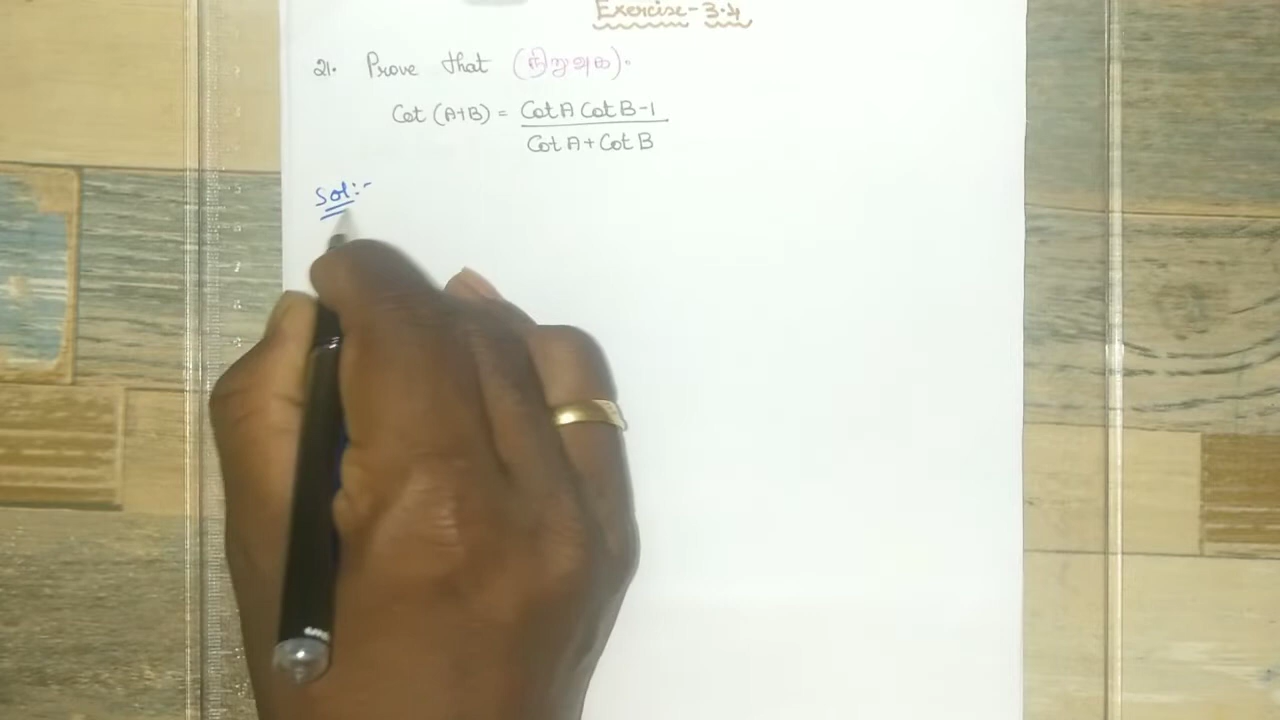 Exercise-3.4
21. Prove that (நிறுவுக).
Cot (A+B) = Cot A Cot B-1
Cot A + Cot B
Sol:-